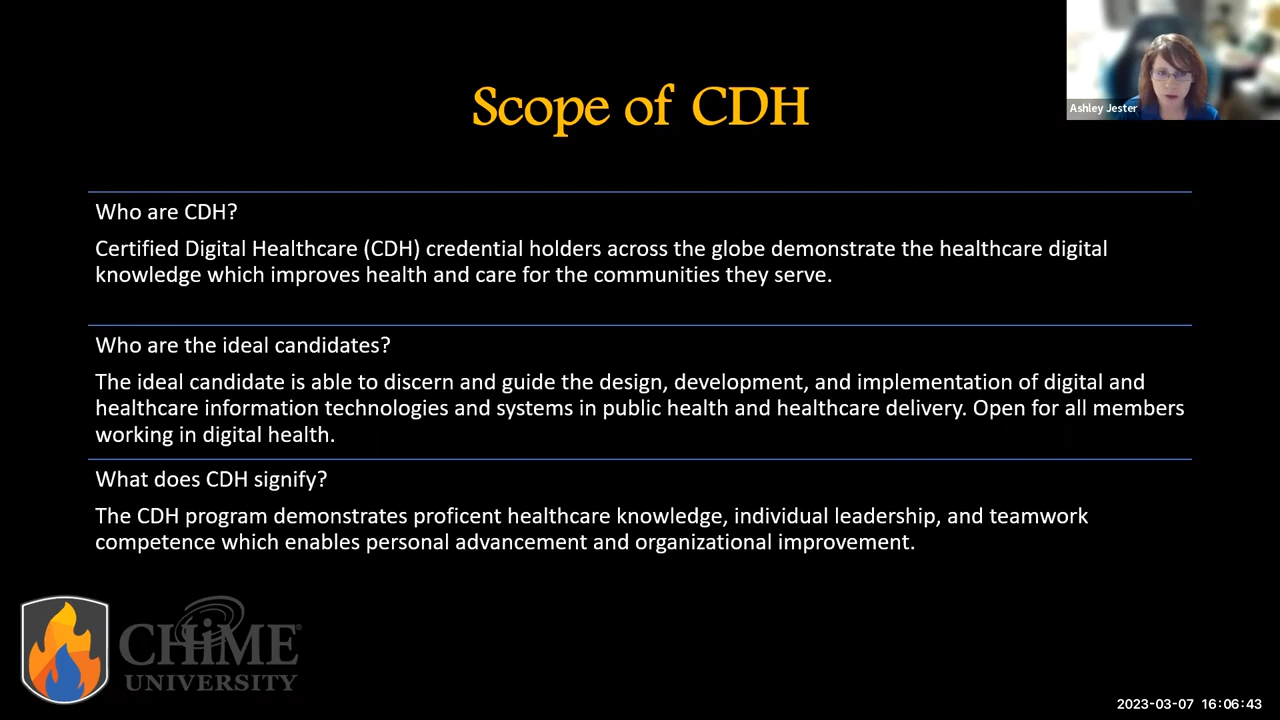 Ashley Jester
Scope of CDH
Who are CDH?
Certified Digital Healthcare (CDH) credential holders across the globe demonstrate the healthcare digital
knowledge which improves health and care for the communities they serve.
Who are the ideal candidates?
The ideal candidate is able to discern and guide the design, development, and implementation of digital and
healthcare information technologies and systems in public health and healthcare delivery. Open for all members
working in digital health.
What does CDH signify?
The CDH program demonstrates proficent healthcare knowledge, individual leadership, and teamwork
competence which enables personal advancement and organizational improvement.
CHiME®
UNIVERSITY
2023-03-07 16:06:43